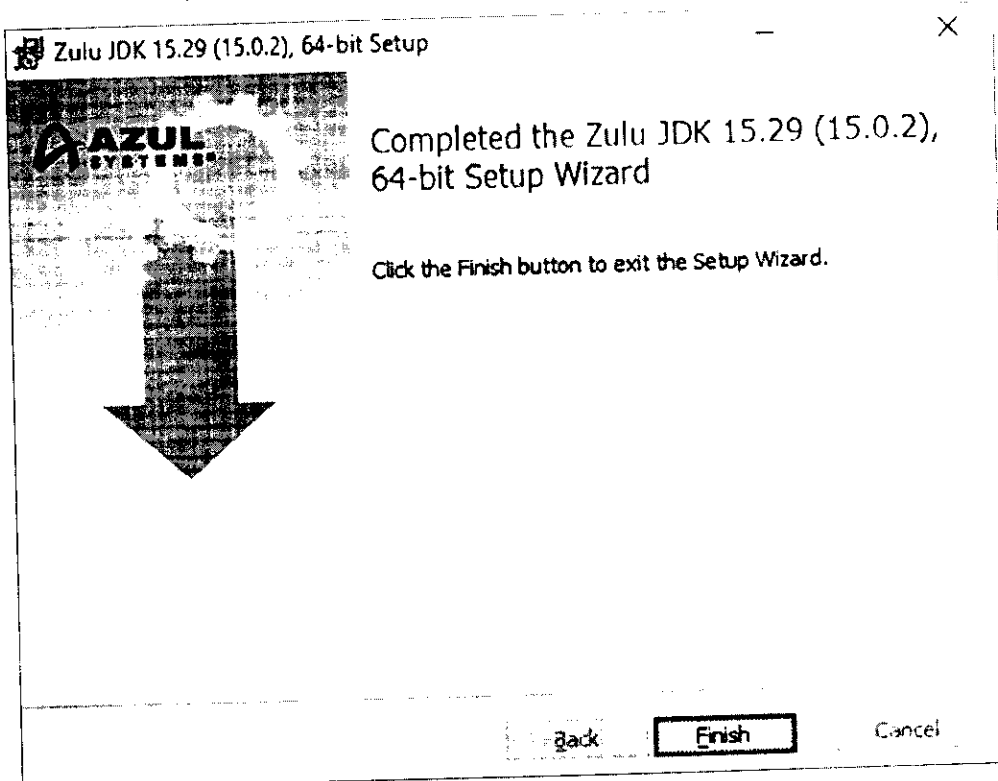 Zulu JDK 15.29 (15.0.2), 64-bit Setup
AZUL
SYSTEMS
Completed the Zulu JDK 15.29 (15.0.2),
64-bit Setup Wizard
Click the Finish button to exit the Setup Wizard.
Back
Finish
Cancel